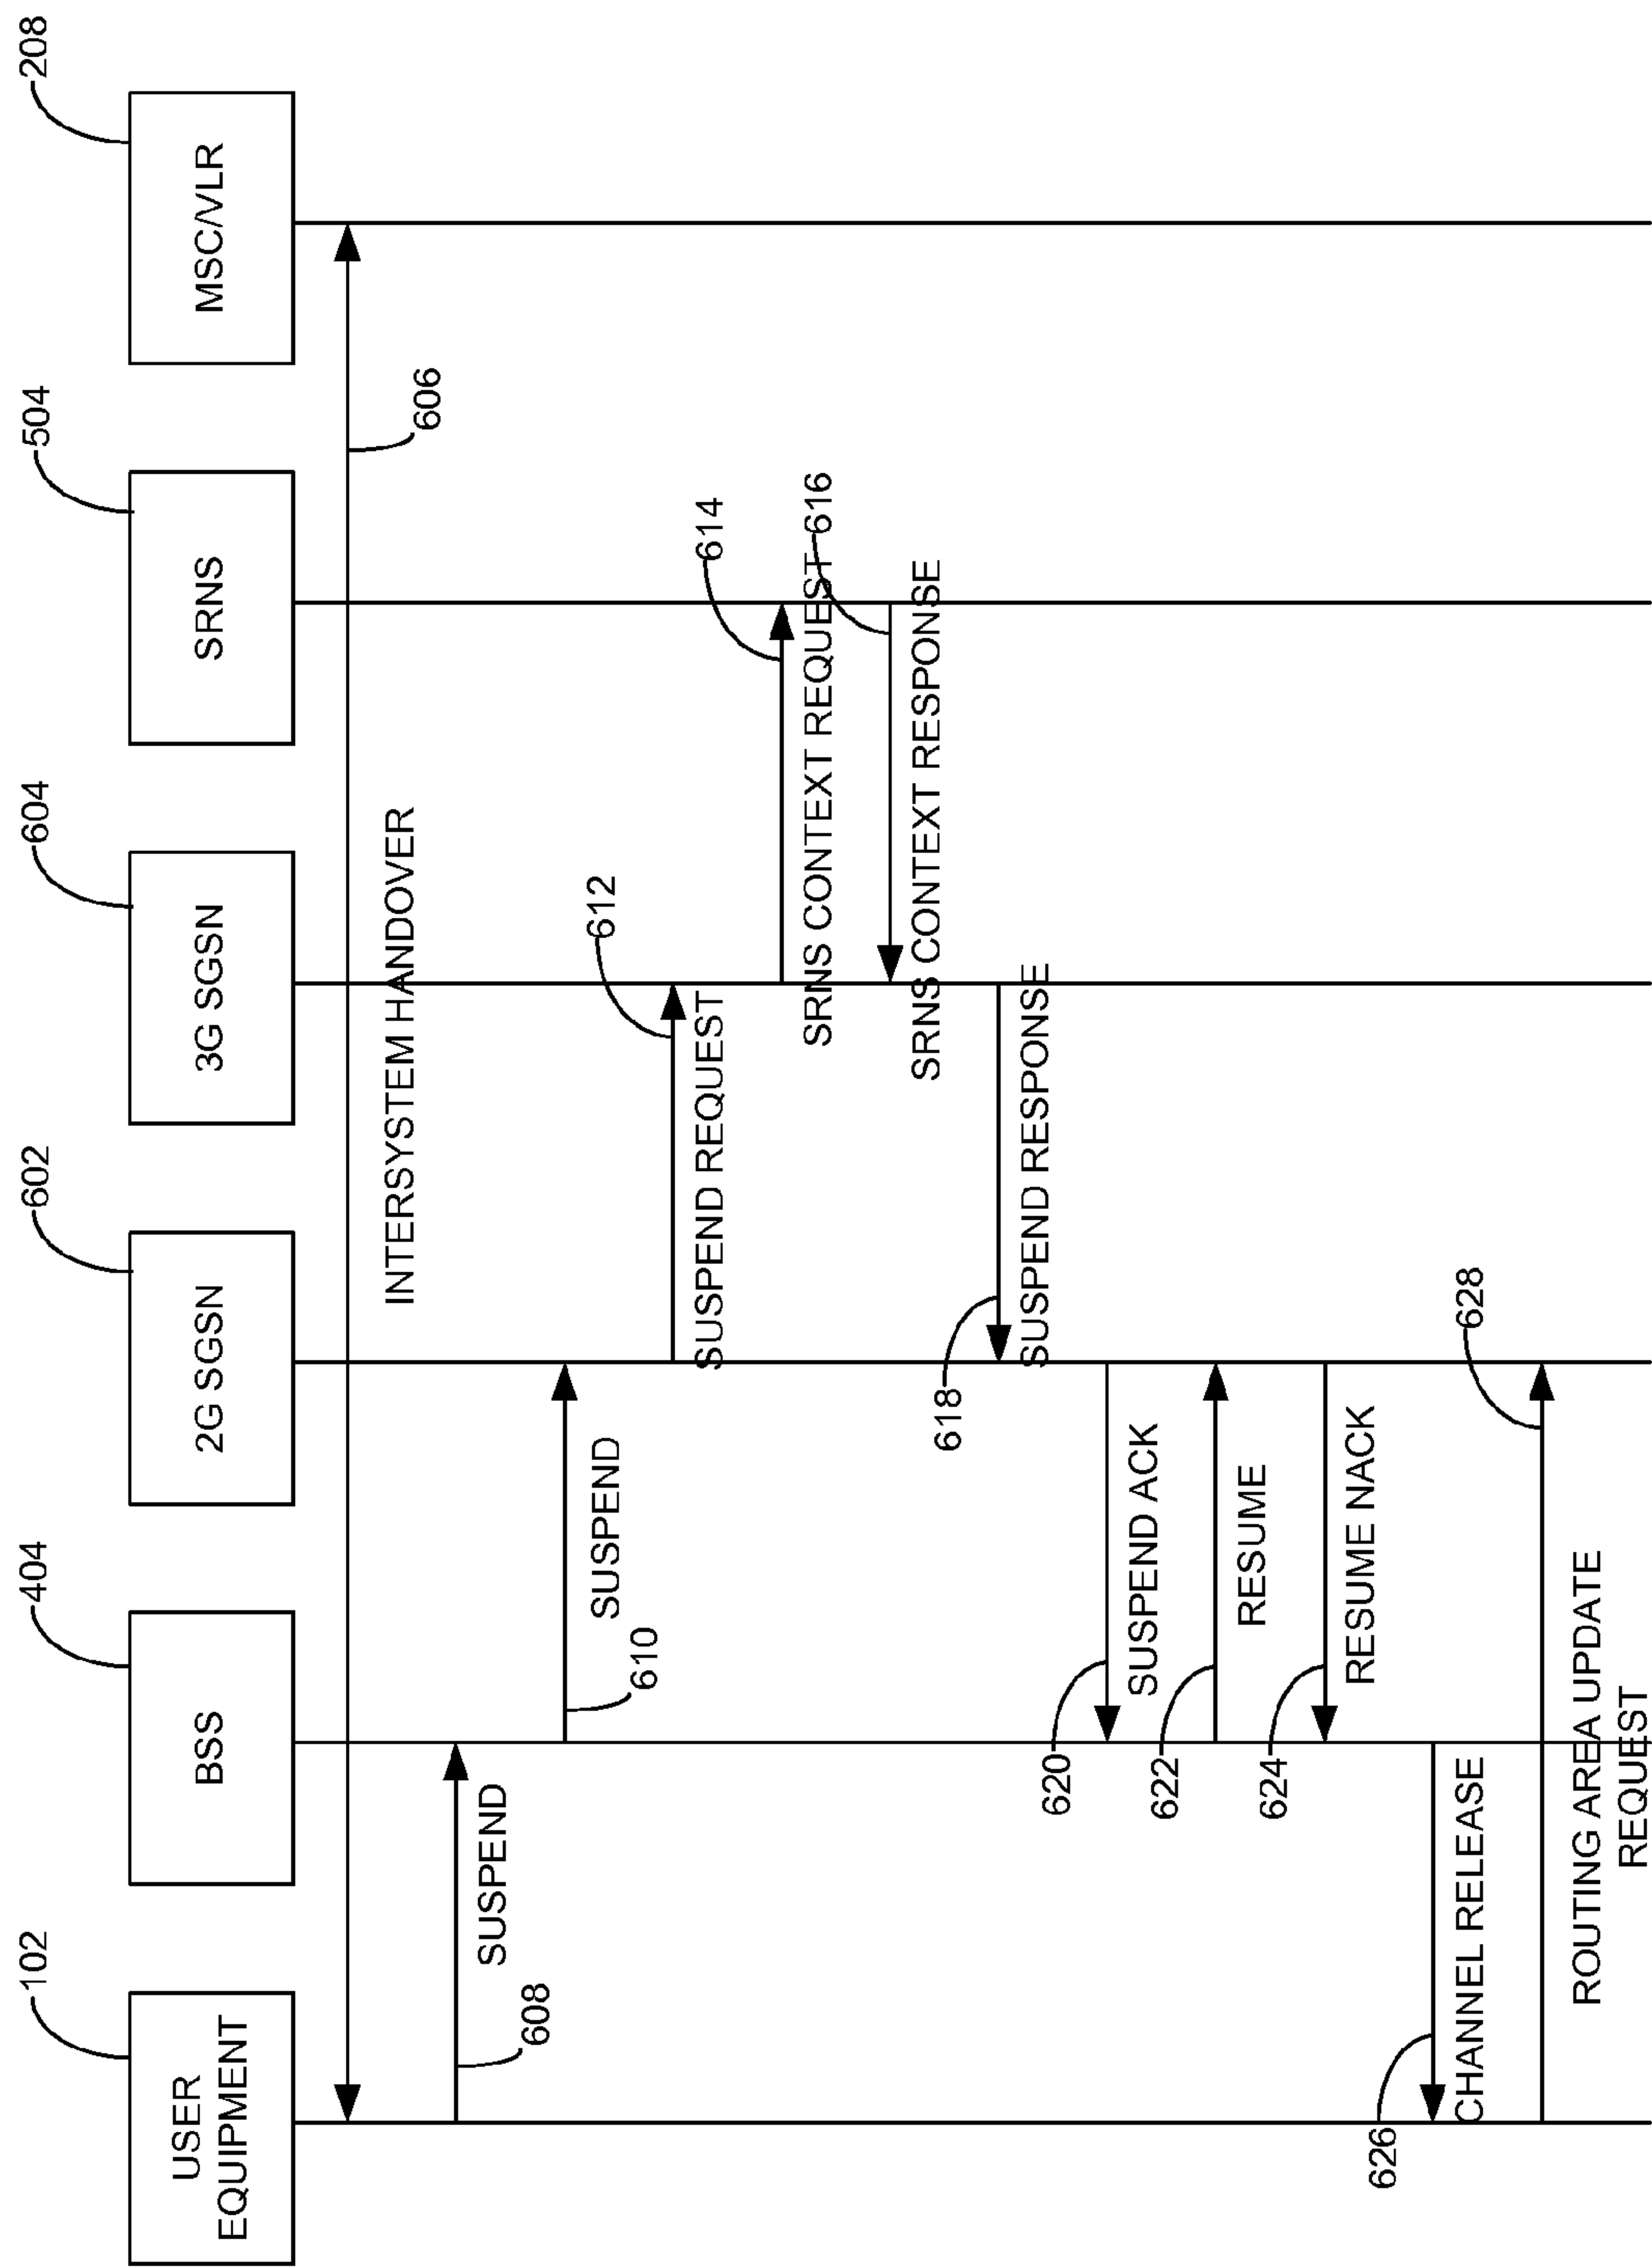 102
404
602
604
504
208
USER
EQUIPMENT
BSS
2G SGSN
3G SGSN
SRNS
MSC/VLR
606
INTERSYSTEM HANDOVER
608
SUSPEND
610
SUSPEND
612
SUSPEND REQUEST
614
SRNS CONTEXT REQUEST
616
SRNS CONTEXT RESPONSE
618
SUSPEND RESPONSE
620
SUSPEND ACK
622
RESUME
624
RESUME NACK
626
CHANNEL RELEASE
628
ROUTING AREA UPDATE
REQUEST